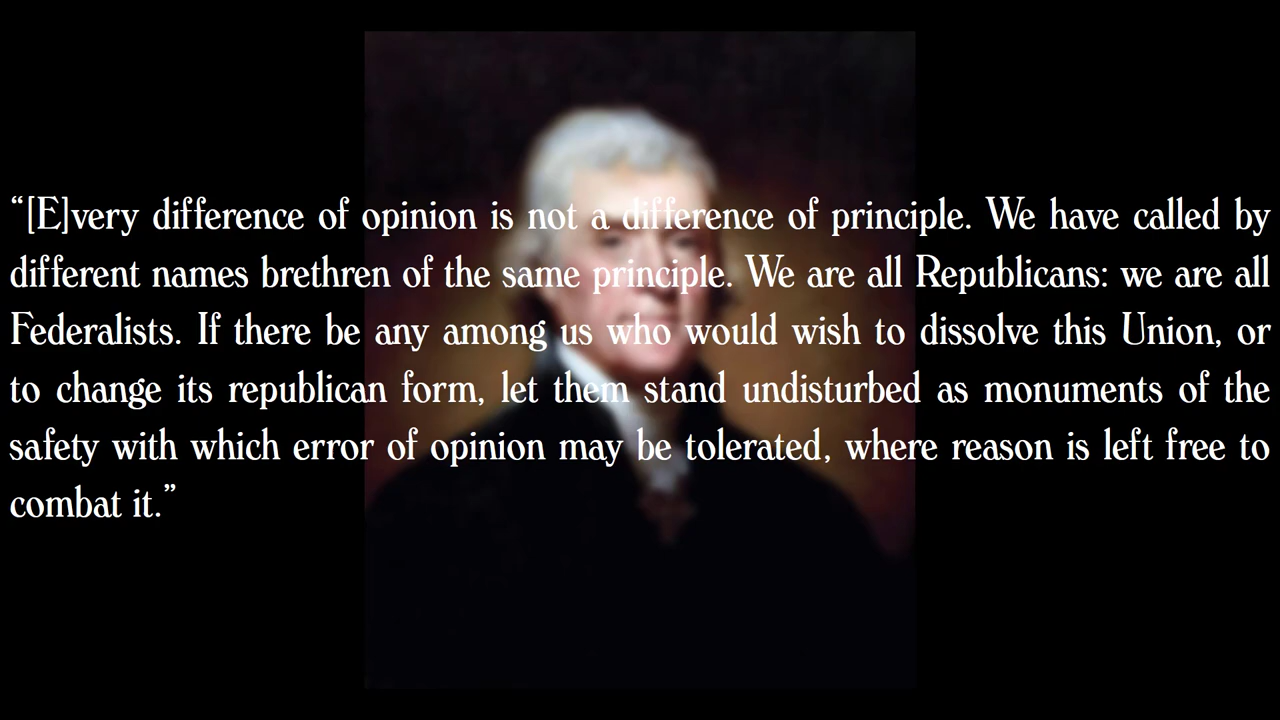 “[E]very difference of opinion is not a difference of principle. We have called by
different names brethren of the same principle. We are all Republicans: we are all
Federalists. If there be any among us who would wish to dissolve this Union, or
to change its republican form, let them stand undisturbed as monuments of the
safety with which error of opinion may be tolerated, where reason is left free to
combat it.”